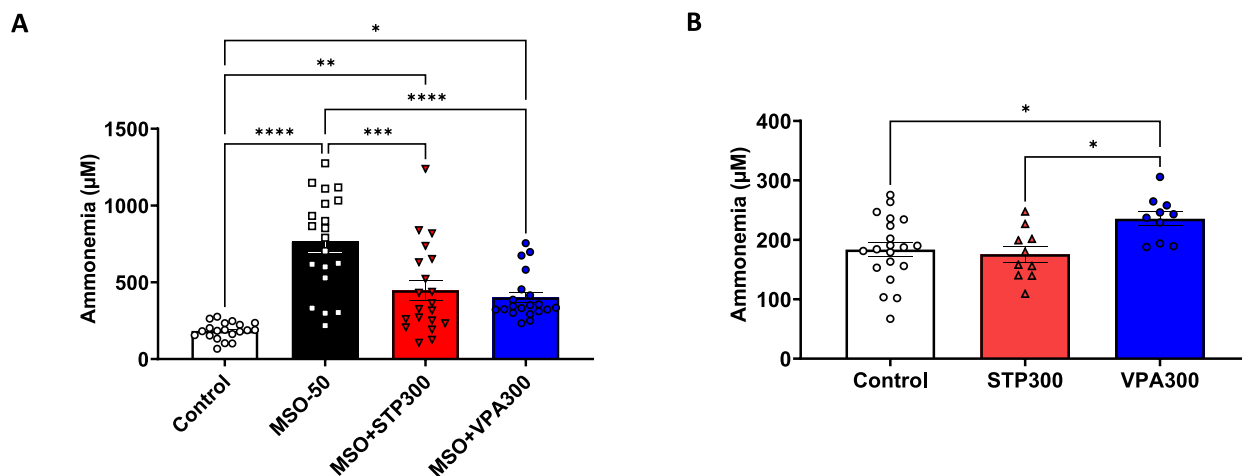 A
*
**
****
**** ***
1500
1000
500
0
Ammonemia (µM)
Control
MSO-50
MSO+STP300
MSO+VPA300
B
*
*
400
300
200
100
0
Ammonemia (µM)
Control STP300 VPA300